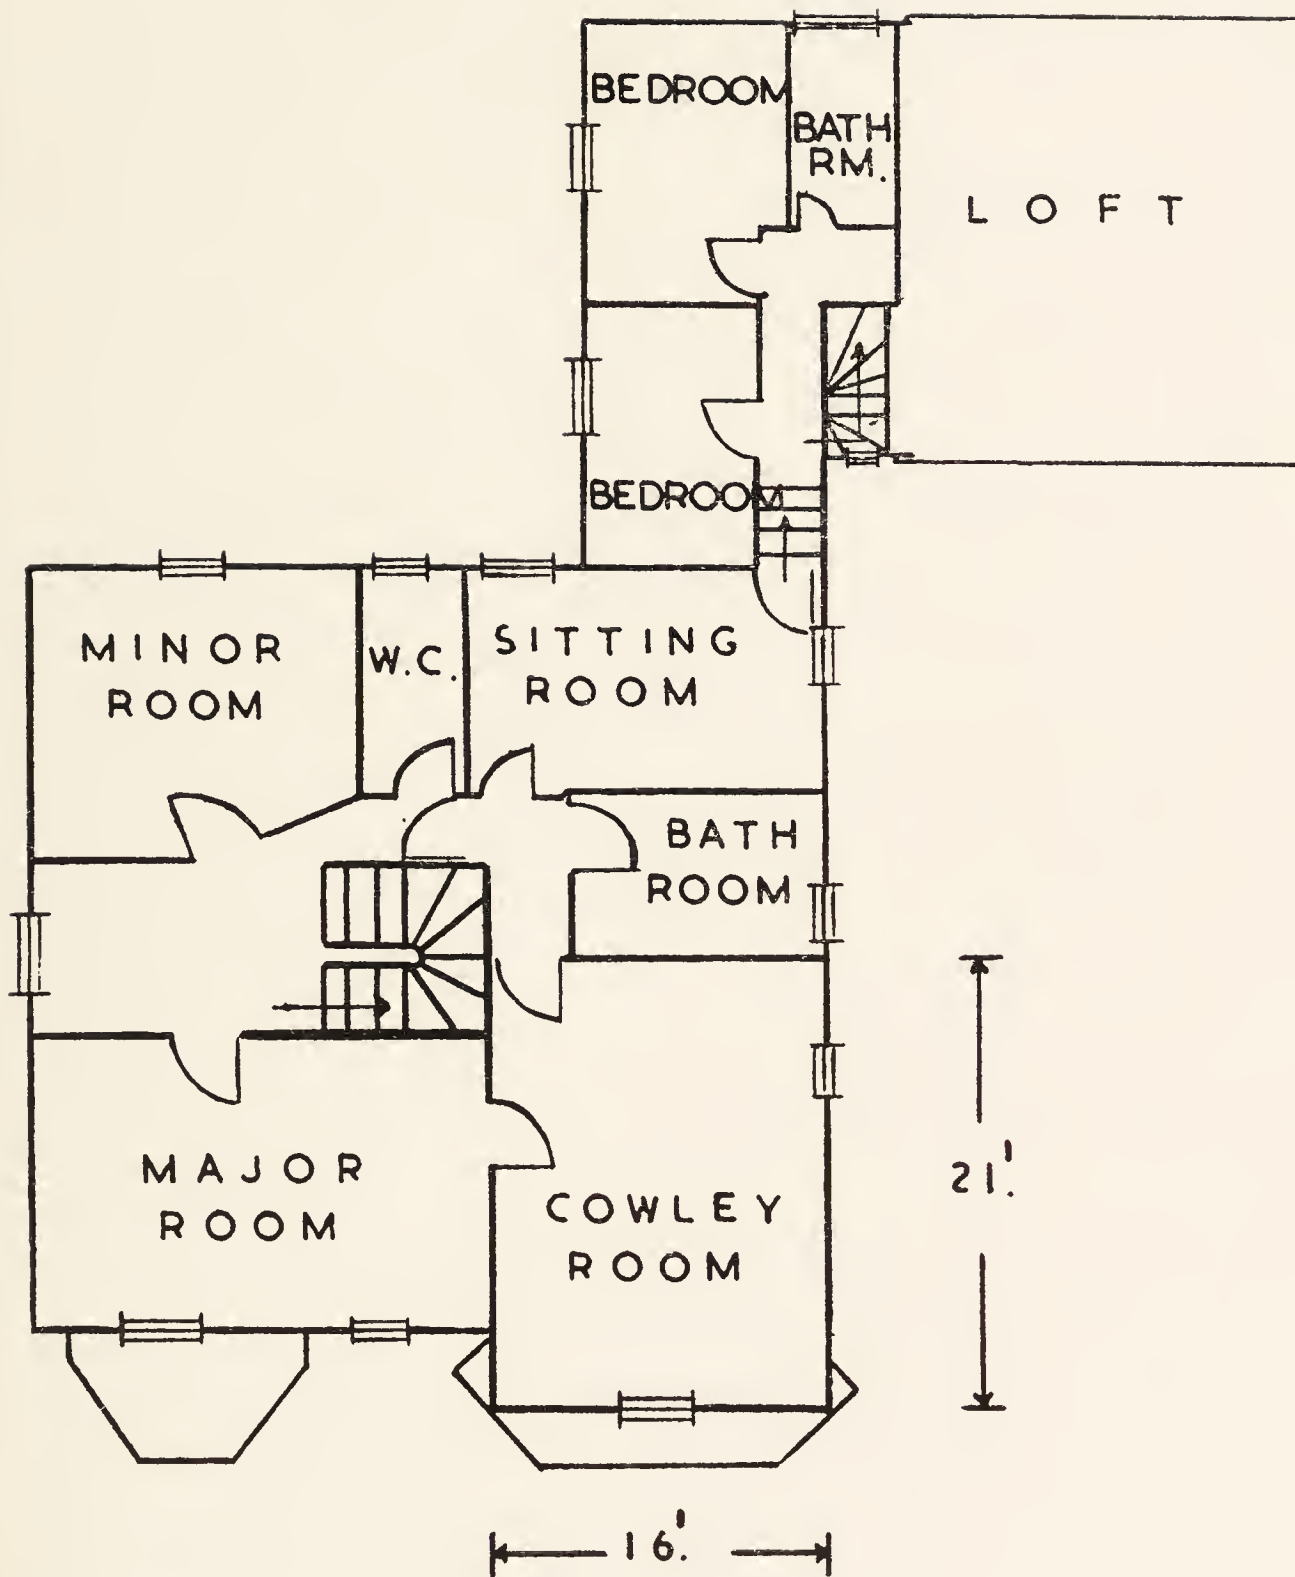 BEDROOM
BATH
RM.
LOFT
BEDROOM
MINOR
ROOM
W.C.
SITTING
ROOM
BATH
ROOM
MAJOR
ROOM
COWLEY
ROOM
21'.
16'.